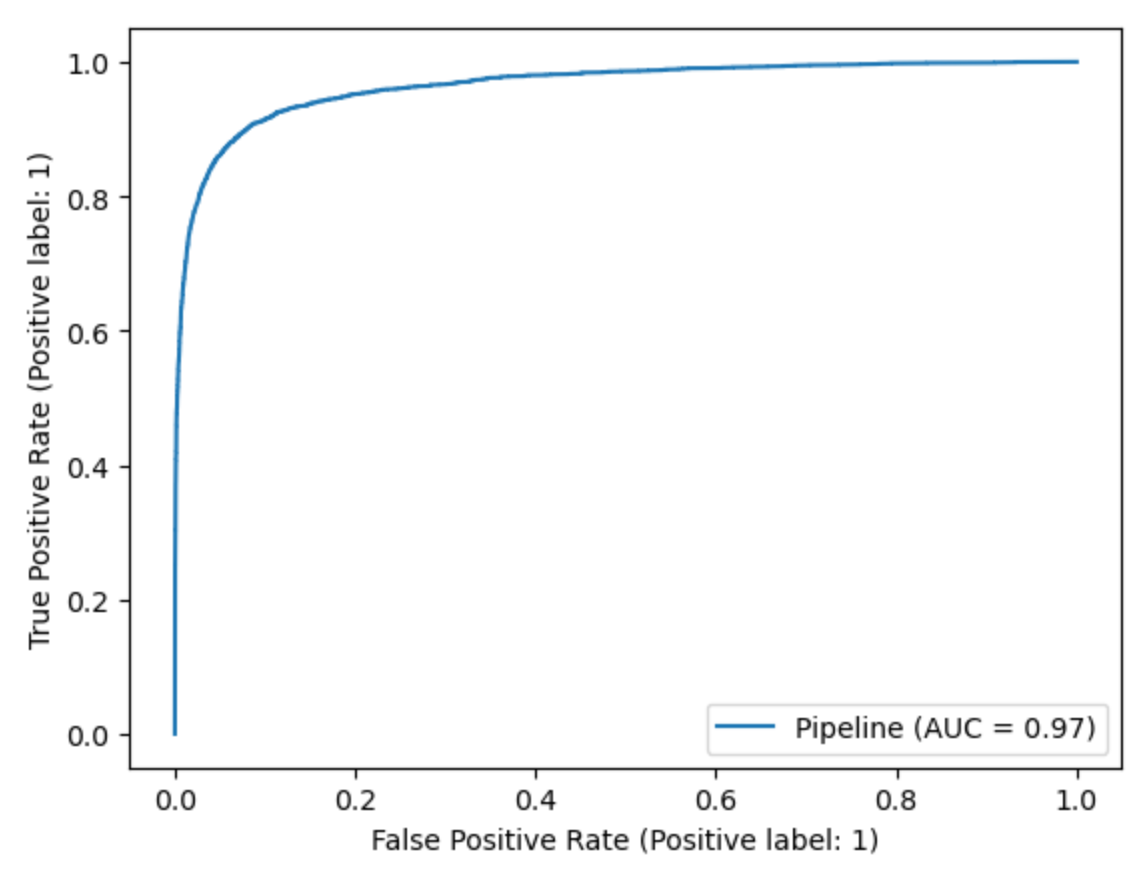 1.0
0.8
0.6
0.4
0.2
0.0
True Positive Rate (Positive label: 1)
Pipeline (AUC = 0.97)
0.0 0.2 0.4 0.6 0.8 1.0
False Positive Rate (Positive label: 1)